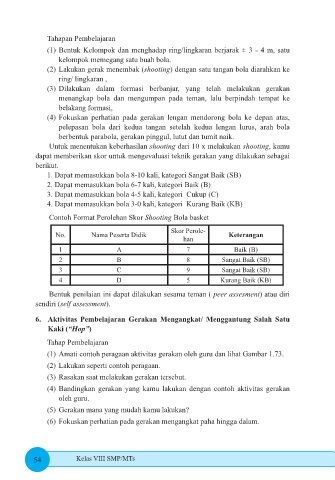 Tahapan Pembelajaran
(1) Bentuk Kelompok dan menghadap ring/lingkaran berjarak ± 3 - 4 m, satu
kelompok memegang satu buah bola.
(2) Lakukan gerak menembak (shooting) dengan satu tangan bola diarahkan ke
ring/ lingkaran ,
(3) Dilakukan dalam formasi berbanjar, yang telah melakukan gerakan
menangkap bola dan mengumpan pada teman, lalu berpindah tempat ke
belakang formasi,
(4) Fokuskan perhatian pada gerakan lengan mendorong bola ke depan atas,
pelepasan bola dari kedua tangan setelah kedua lengan lurus, arah bola
berbentuk parabola, gerakan pinggul, lutut dan tumit naik.
Untuk menentukan keberhasilan shooting dari 10 x melakukan shooting, kamu
dapat memberikan skor untuk mengevaluasi teknik gerakan yang dilakukan sebagai
berikut.
1. Dapat memasukkan bola 8-10 kali, kategori Sangat Baik (SB)
2. Dapat memasukkan bola 6-7 kali, kategori Baik (B)
3. Dapat memasukkan bola 4-5 kali, kategori Cukup (C)
4. Dapat memasukkan bola 3-0 kali, kategori Kurang Baik (KB)
Contoh Format Perolehan Skor Shooting Bola basket
No. Nama Peserta Didik Skor Perole- Keterangan
han
1 A 7 Baik (B)
2 B 8 Sangat Baik (SB)
3 C 9 Sangat Baik (SB)
4 D 5 Kurang Baik (KB)
Bentuk penilaian ini dapat dilakukan sesama teman ( peer assesment) atau diri
sendiri (self assessment).
6. Aktivitas Pembelajaran Gerakan Mengangkat/ Menggantung Salah Satu
Kaki (“Hop”)
Tahap Pembelajaran
(1) Amati contoh peragaan aktivitas gerakan oleh guru dan lihat Gambar 1.73.
(2) Lakukan seperti contoh peragaan.
(3) Rasakan saat melakukan gerakan tersebut.
(4) Bandingkan gerakan yang kamu lakukan dengan contoh aktivitas gerakan
oleh guru.
(5) Gerakan mana yang mudah kamu lakukan?
(6) Fokuskan perhatian pada gerakan mengangkat paha hingga dalam.
54 Kelas VIII SMP/MTs